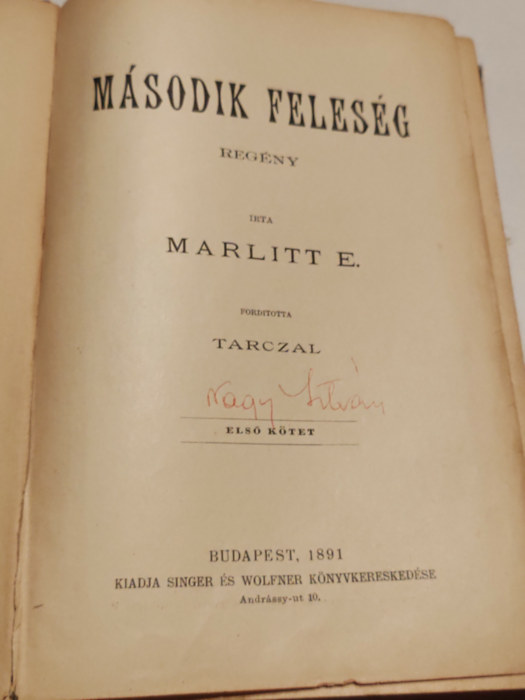 MÁSODIK FELESÉG
REGÉNY
IRTA
MARLITT E.
FORDITOTTA
TARCZAL
Nagy István
ELSŐ KÖTET
BUDAPEST, 1891
KIADJA SINGER ÉS WOLFNER KÖNYVKERESKEDÉSE
Andrássy-ut 10.